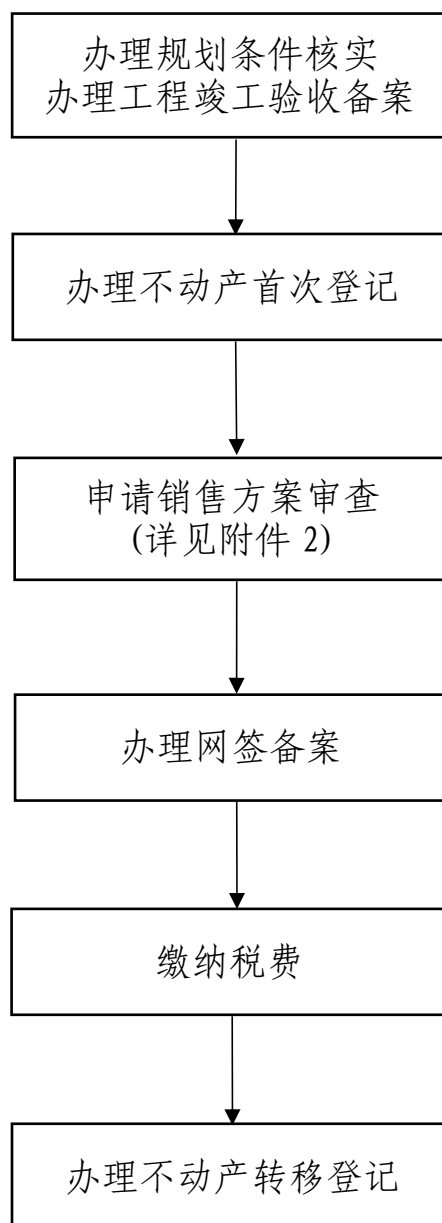 办理规划条件核实
办理工程竣工验收备案
办理不动产首次登记
申请销售方案审查
(详见附件 2)
办理网签备案
缴纳税费
办理不动产转移登记